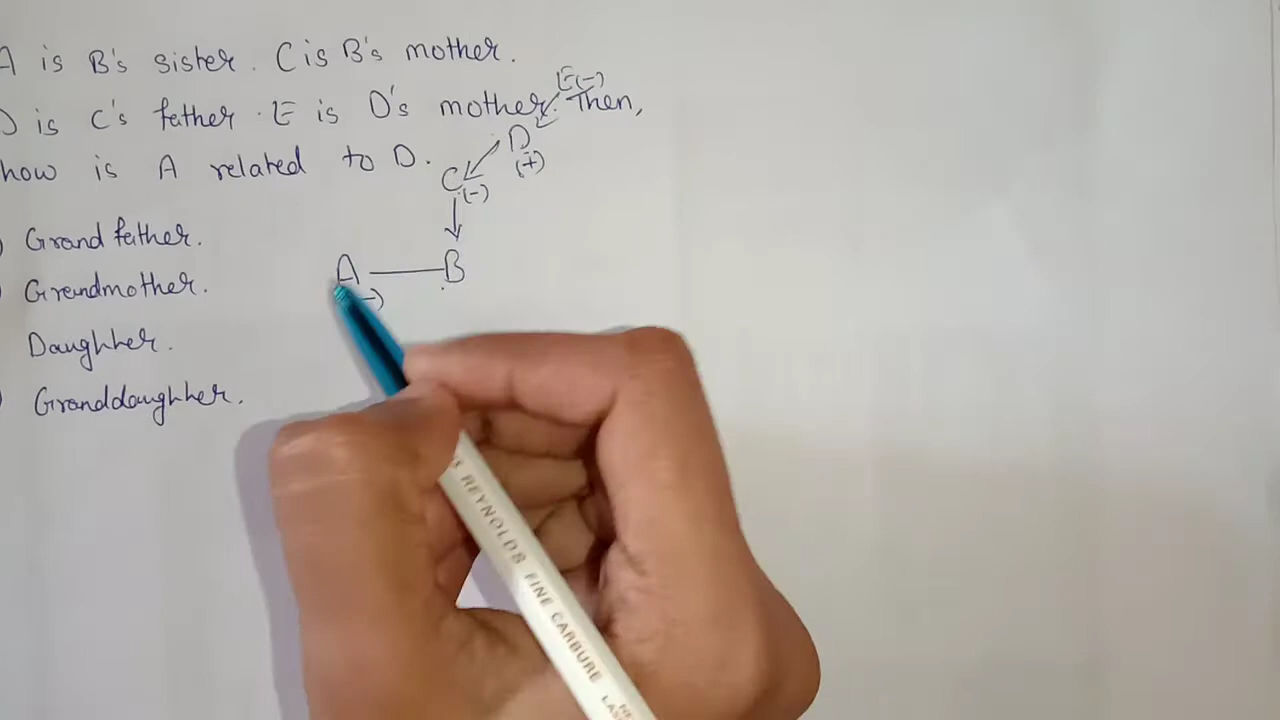 A is B's sister. C is B's mother.
D is C's father. E is D's mother. Then,
how is A related to D.
E(-)
D
(+)
C
(-)
A B
-)
) Grand father.
) Grandmother.
Daughter.
) Granddaughter.
REYNOLDS FINE CARBURE